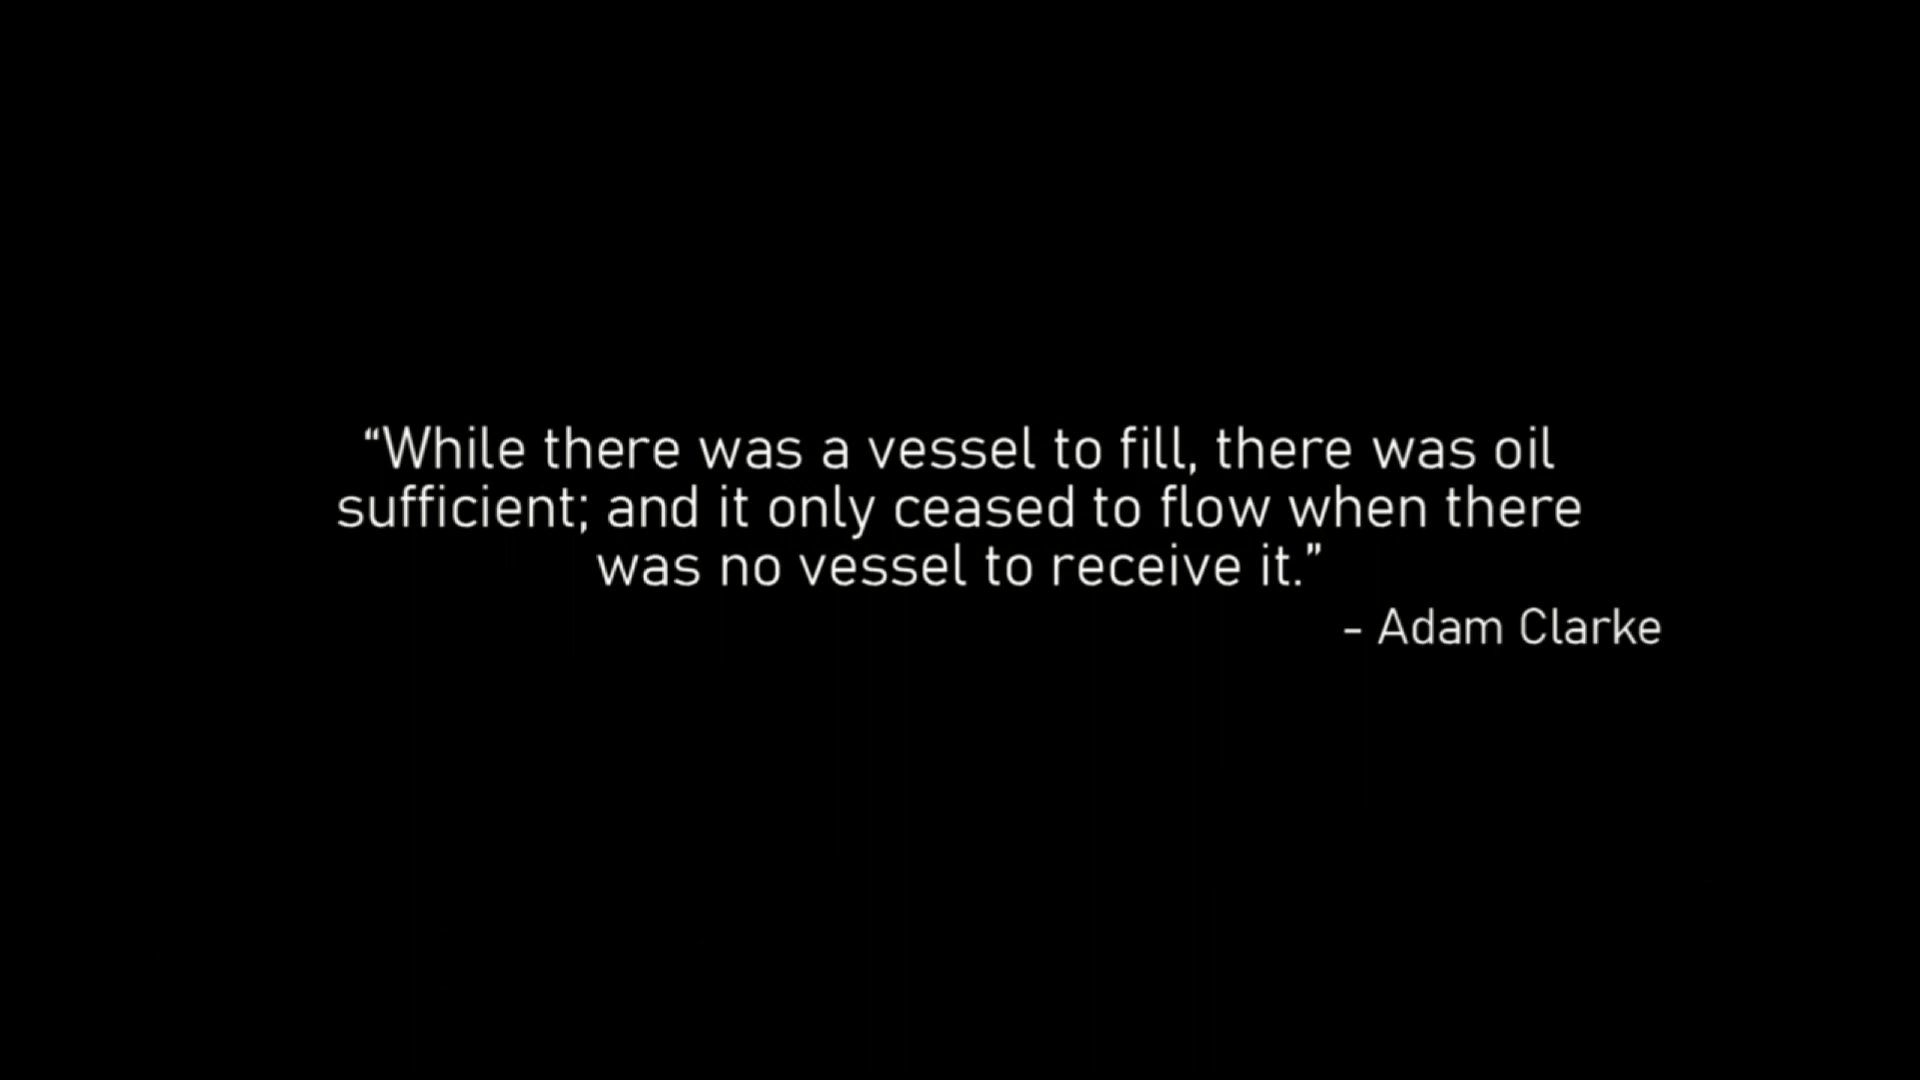 “While there was a vessel to fill, there was oil
sufficient; and it only ceased to flow when there
was no vessel to receive it.”
- Adam Clarke